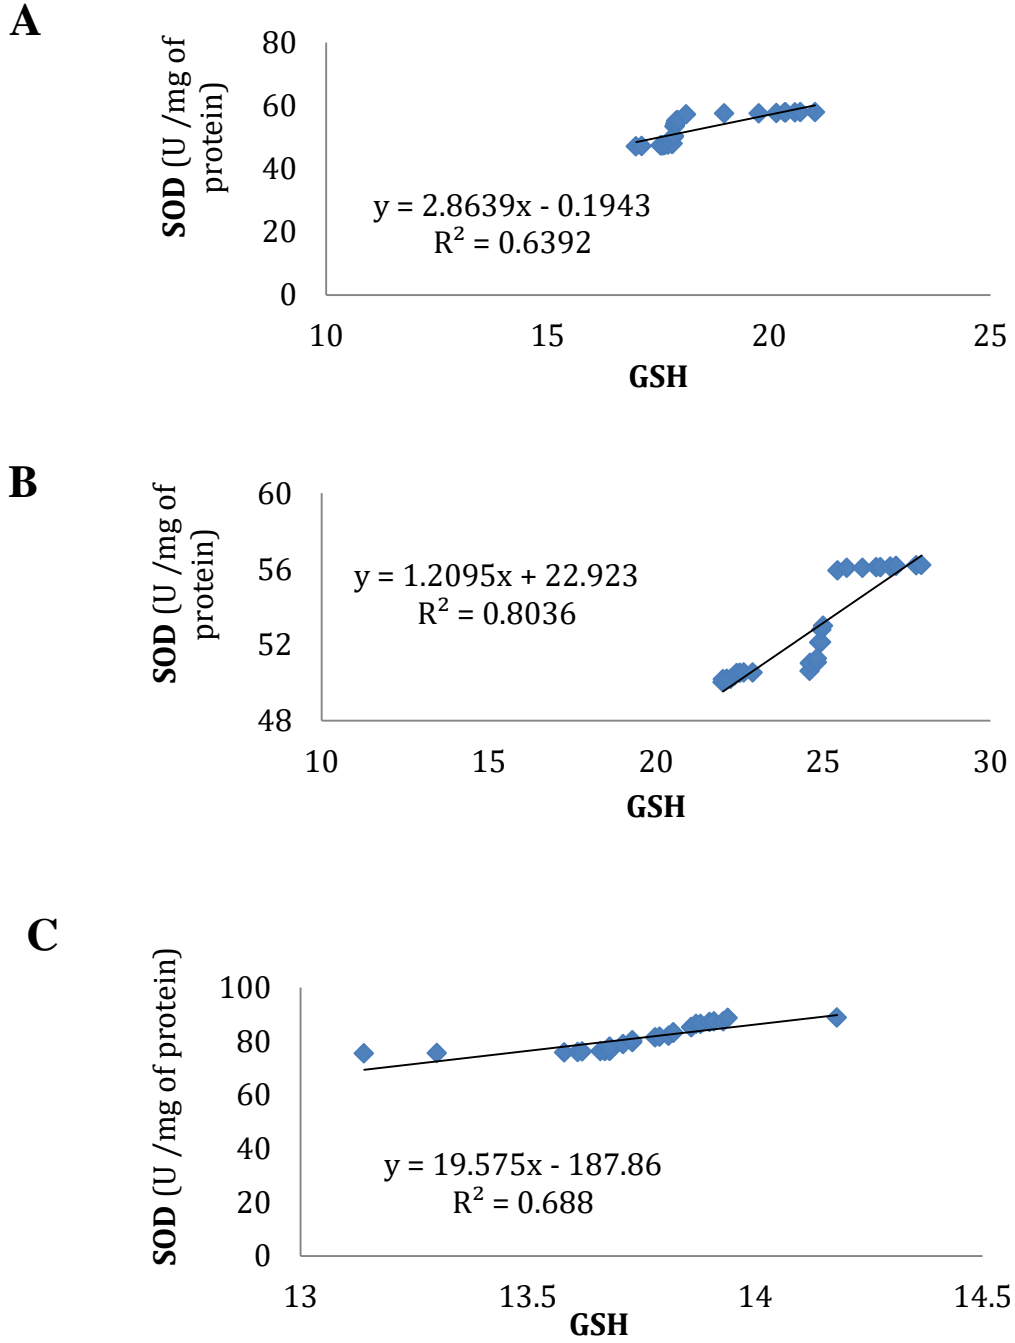 A
SOD (U /mg of
protein)
80
60
40
20
0
y = 2.8639x - 0.1943
R² = 0.6392
10 15 20 25
GSH
B
SOD (U /mg of
protein)
60
56
52
48
y = 1.2095x + 22.923
R² = 0.8036
10 15 20 25 30
GSH
C
SOD (U /mg of protein)
100
80
60
40
20
0
y = 19.575x - 187.86
R² = 0.688
13 13.5 14 14.5
GSH